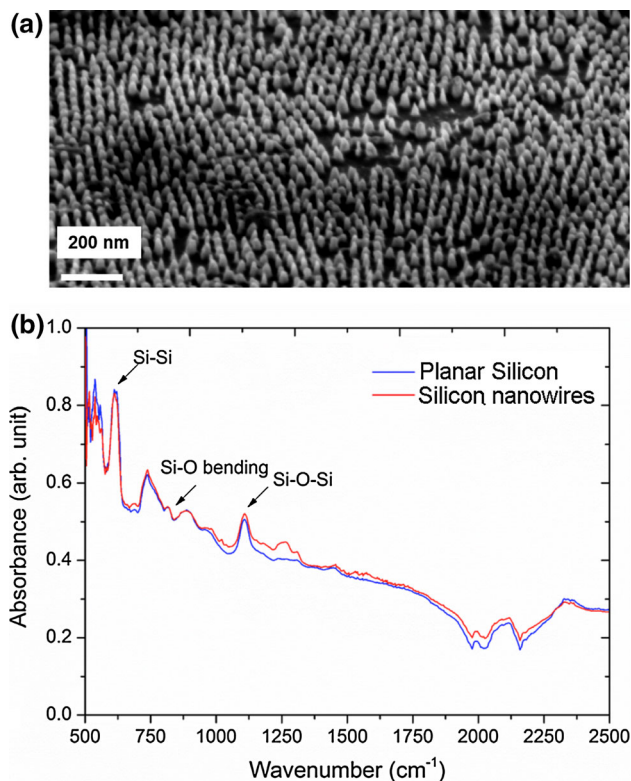 (a)
200 nm
(b)
Si-Si
Planar Silicon
Silicon nanowires
Si-O bending
Si-O-Si
Absorbance (arb. unit)
1.0
0.8
0.6
0.4
0.2
0.0
500 750 1000 1250 1500 1750 2000 2250 2500
Wavenumber (cm⁻¹)